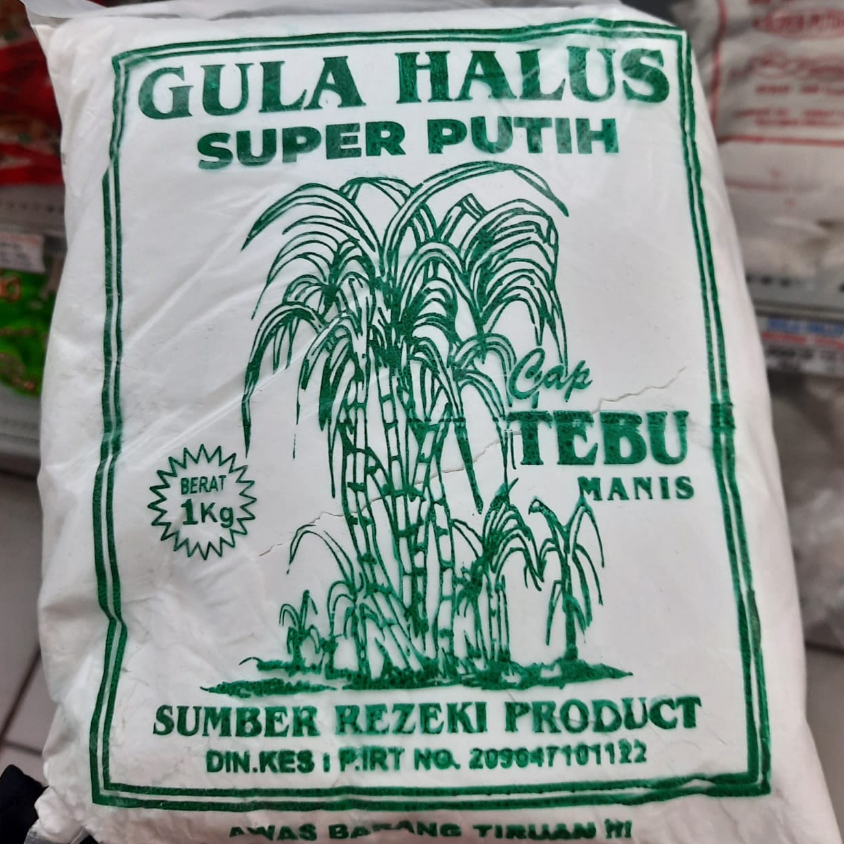 GULA HALUS
SUPER PUTIH
Cap
TEBU
MANIS
BERAT
1Kg
SUMBER REZEKI PRODUCT
DIN.KES : P.IRT NO. 209647101122
AWAS BARANG TIRUAN !!!